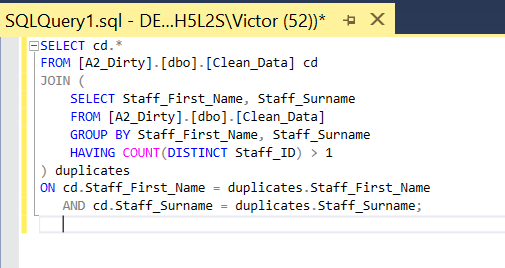 SQLQuery1.sql - DE...H5L2S\Victor (52))*
SELECT cd.*
FROM [A2_Dirty].[dbo].[Clean_Data] cd
JOIN (
    SELECT Staff_First_Name, Staff_Surname
    FROM [A2_Dirty].[dbo].[Clean_Data]
    GROUP BY Staff_First_Name, Staff_Surname
    HAVING COUNT(DISTINCT Staff_ID) > 1
) duplicates
ON cd.Staff_First_Name = duplicates.Staff_First_Name
   AND cd.Staff_Surname = duplicates.Staff_Surname;